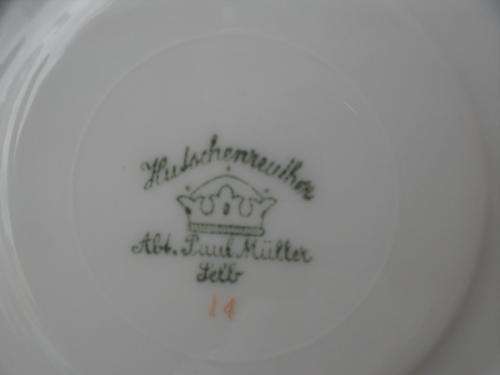 Hutschenreuther
Abt. Paul Müller
Selb
14